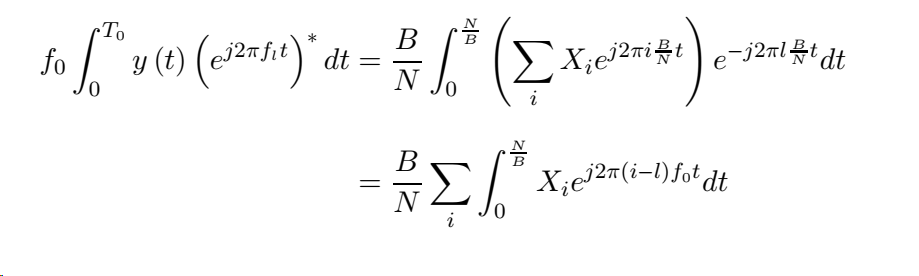 f_0 \int_0^{T_0} y(t) \left( e^{j2\pi f_l t} \right)^* dt = \frac{B}{N} \int_0^{\frac{N}{B}} \left( \sum_i X_i e^{j2\pi i \frac{B}{N} t} \right) e^{-j2\pi l \frac{B}{N} t} dt
= \frac{B}{N} \sum_i \int_0^{\frac{N}{B}} X_i e^{j2\pi (i-l) f_0 t} dt